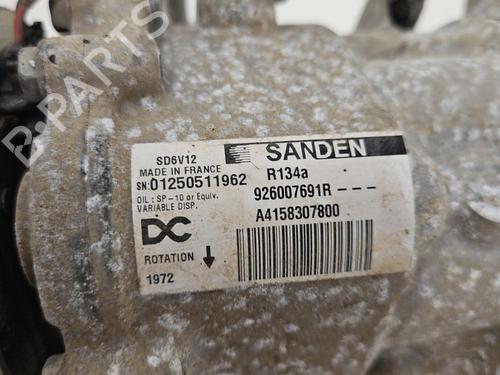 B-PARTS
SD6V12
MADE IN FRANCE
SN:01250511962
OIL : SP-10 or Equiv.
VARIABLE DISP.
DC
ROTATION ↓
1972
SANDEN
R134a
926007691R - - -
A4158307800